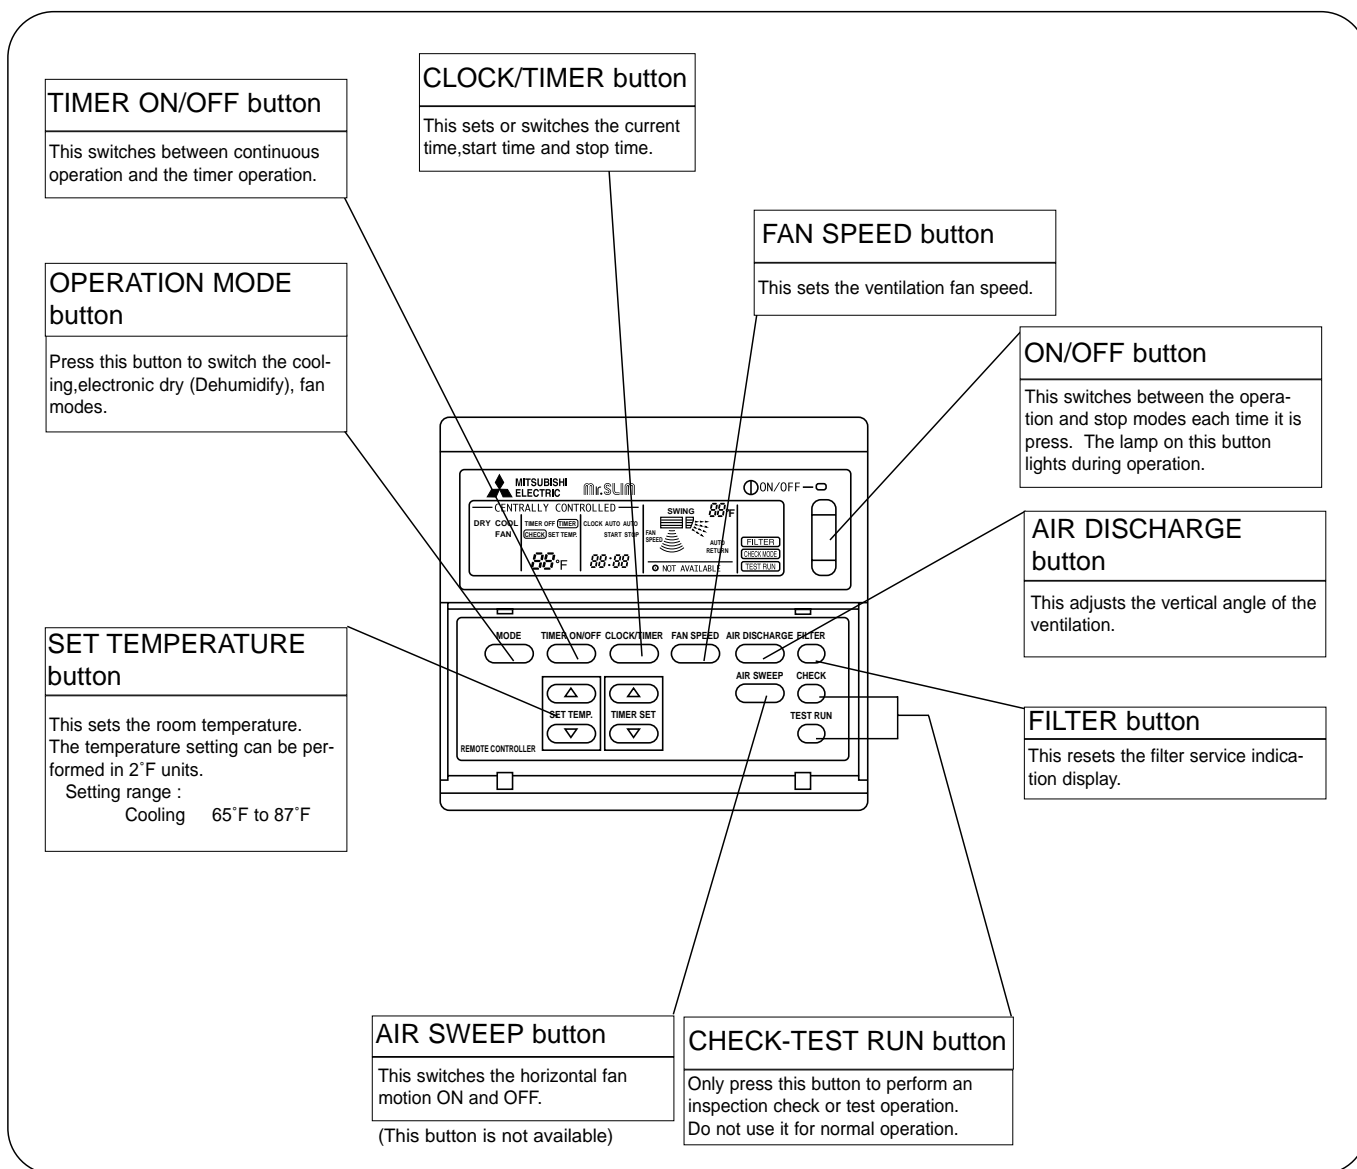 CLOCK/TIMER button
This sets or switches the current
time,start time and stop time.
TIMER ON/OFF button
This switches between continuous
operation and the timer operation.
FAN SPEED button
This sets the ventilation fan speed.
OPERATION MODE
button
Press this button to switch the cool-
ing,electronic dry (Dehumidify), fan
modes.
ON/OFF button
This switches between the opera-
tion and stop modes each time it is
press. The lamp on this button
lights during operation.
MITSUBISHI
ELECTRIC
Mr.SLIM
ON/OFF
CENTRALLY CONTROLLED
DRY COOL
FAN
TIMER OFF TIMER
CHECK SET TEMP.
88°F
CLOCK AUTO AUTO
START STOP
88:88
SWING
88°F
FAN
SPEED
AUTO
RETURN
NOT AVAILABLE
FILTER
CHECK MODE
TEST RUN
AIR DISCHARGE
button
This adjusts the vertical angle of the
ventilation.
MODE TIMER ON/OFF CLOCK/TIMER FAN SPEED AIR DISCHARGE FILTER
AIR SWEEP CHECK
SET TEMP. TIMER SET TEST RUN
REMOTE CONTROLLER
SET TEMPERATURE
button
This sets the room temperature.
The temperature setting can be per-
formed in 2˚F units.
Setting range :
Cooling 65˚F to 87˚F
FILTER button
This resets the filter service indica-
tion display.
AIR SWEEP button
This switches the horizontal fan
motion ON and OFF.
(This button is not available)
CHECK-TEST RUN button
Only press this button to perform an
inspection check or test operation.
Do not use it for normal operation.